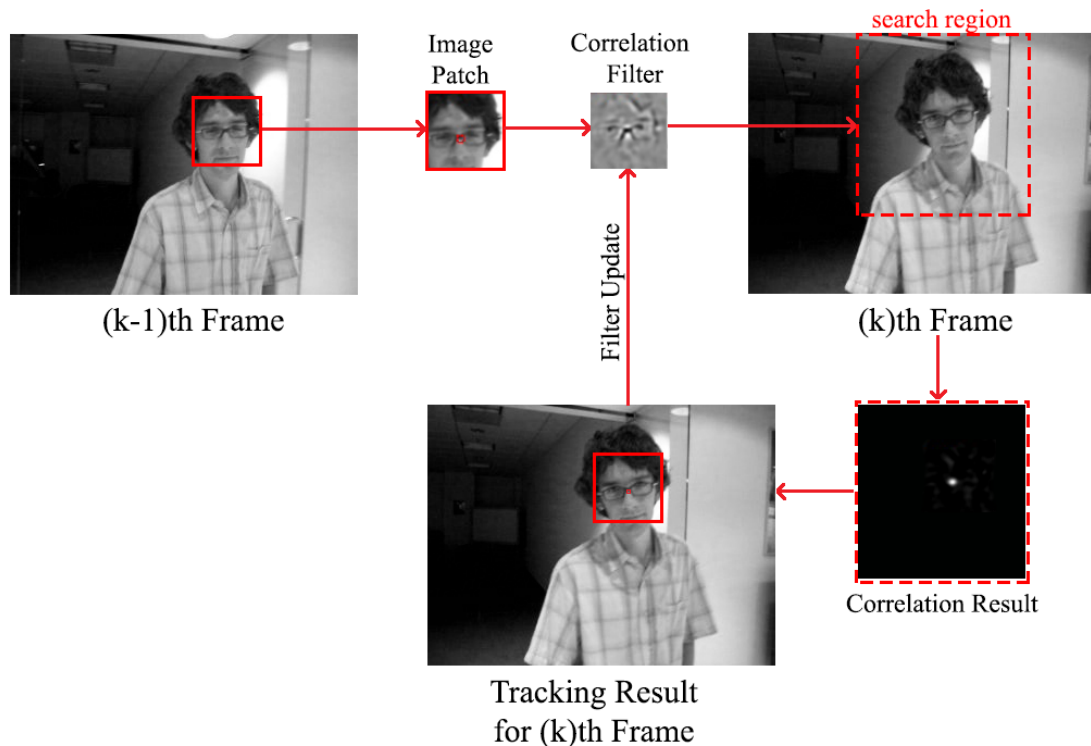 search region
Image
Patch
Correlation
Filter
(k-1)th Frame
(k)th Frame
Filter Update
Correlation Result
Tracking Result
for (k)th Frame